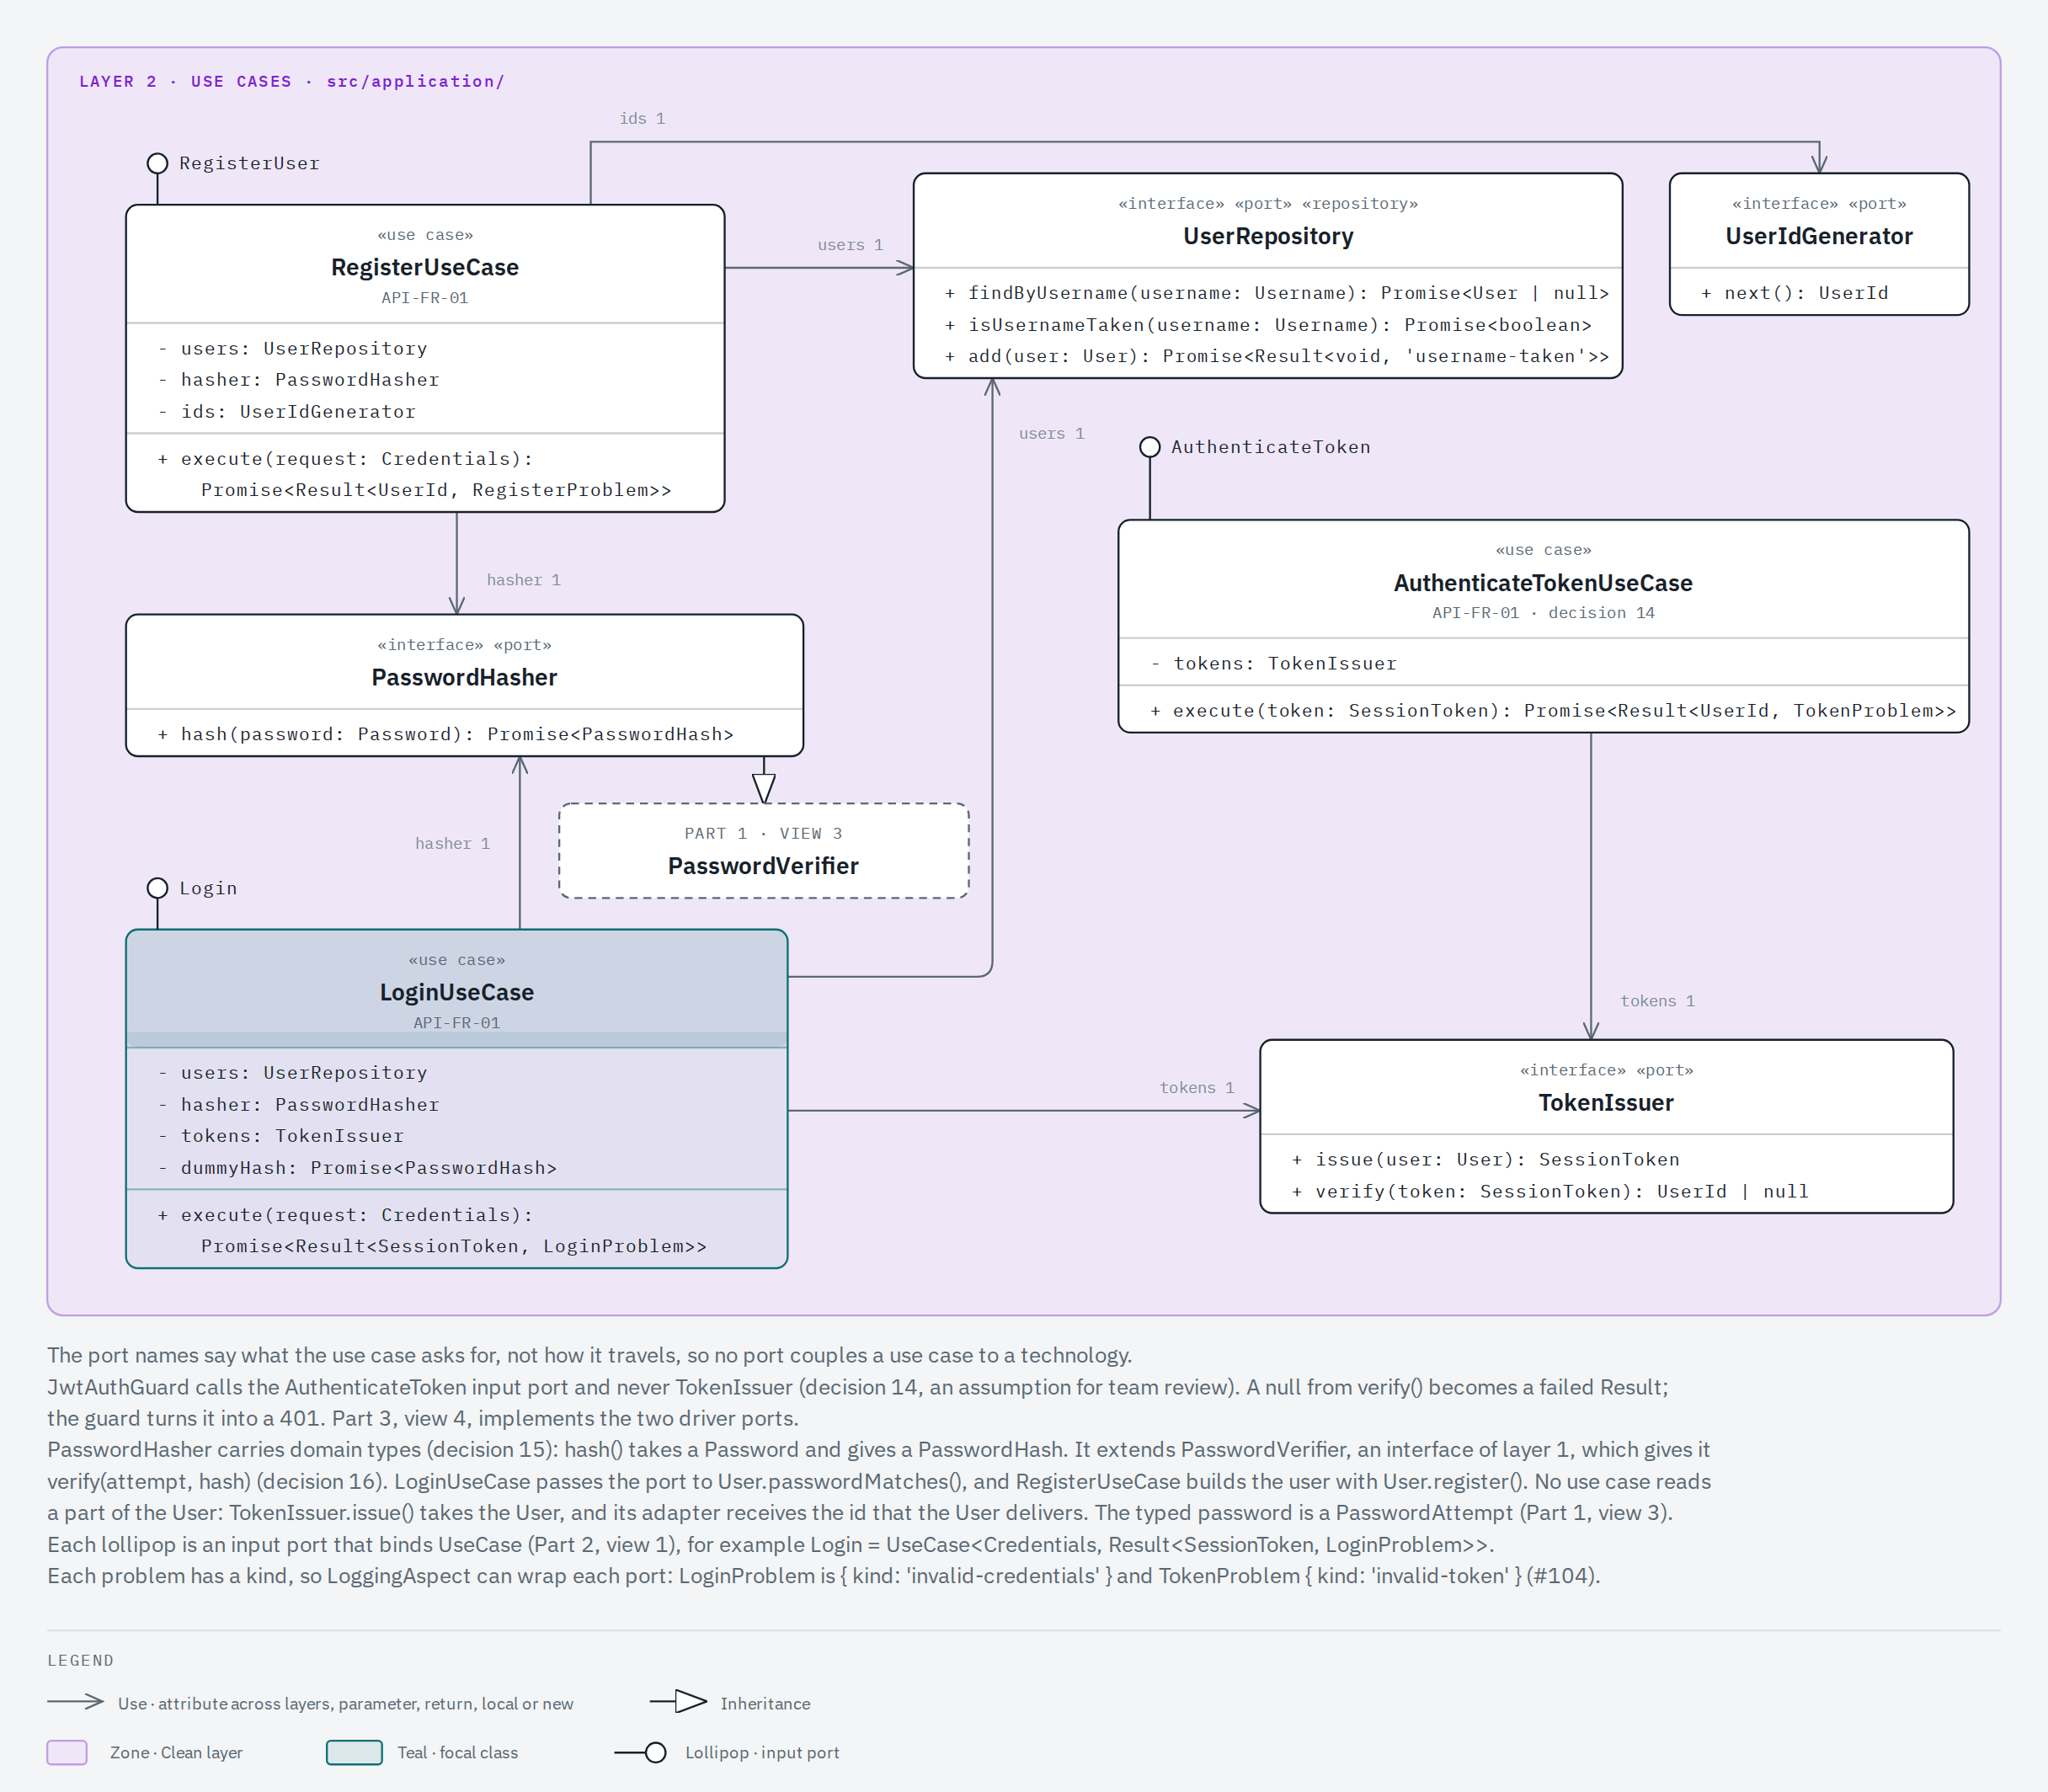 LAYER 2 · USE CASES · src/application/
ids 1
RegisterUser
«use case»
RegisterUseCase
API-FR-01
- users: UserRepository
- hasher: PasswordHasher
- ids: UserIdGenerator
+ execute(request: Credentials):
Promise<Result<UserId, RegisterProblem>>
users 1
«interface» «port» «repository»
UserRepository
+ findByUsername(username: Username): Promise<User | null>
+ isUsernameTaken(username: Username): Promise<boolean>
+ add(user: User): Promise<Result<void, 'username-taken'>>
«interface» «port»
UserIdGenerator
+ next(): UserId
users 1
AuthenticateToken
«use case»
AuthenticateTokenUseCase
API-FR-01 · decision 14
- tokens: TokenIssuer
+ execute(token: SessionToken): Promise<Result<UserId, TokenProblem>>
hasher 1
«interface» «port»
PasswordHasher
+ hash(password: Password): Promise<PasswordHash>
hasher 1
PART 1 · VIEW 3
PasswordVerifier
Login
«use case»
LoginUseCase
API-FR-01
- users: UserRepository
- hasher: PasswordHasher
- tokens: TokenIssuer
- dummyHash: Promise<PasswordHash>
+ execute(request: Credentials):
Promise<Result<SessionToken, LoginProblem>>
tokens 1
tokens 1
«interface» «port»
TokenIssuer
+ issue(user: User): SessionToken
+ verify(token: SessionToken): UserId | null
The port names say what the use case asks for, not how it travels, so no port couples a use case to a technology.
JwtAuthGuard calls the AuthenticateToken input port and never TokenIssuer (decision 14, an assumption for team review). A null from verify() becomes a failed Result;
the guard turns it into a 401. Part 3, view 4, implements the two driver ports.
PasswordHasher carries domain types (decision 15): hash() takes a Password and gives a PasswordHash. It extends PasswordVerifier, an interface of layer 1, which gives it
verify(attempt, hash) (decision 16). LoginUseCase passes the port to User.passwordMatches(), and RegisterUseCase builds the user with User.register(). No use case reads
a part of the User: TokenIssuer.issue() takes the User, and its adapter receives the id that the User delivers. The typed password is a PasswordAttempt (Part 1, view 3).
Each lollipop is an input port that binds UseCase (Part 2, view 1), for example Login = UseCase<Credentials, Result<SessionToken, LoginProblem>>.
Each problem has a kind, so LoggingAspect can wrap each port: LoginProblem is { kind: 'invalid-credentials' } and TokenProblem { kind: 'invalid-token' } (#104).
LEGEND
Use · attribute across layers, parameter, return, local or new
Inheritance
Zone · Clean layer
Teal · focal class
Lollipop · input port